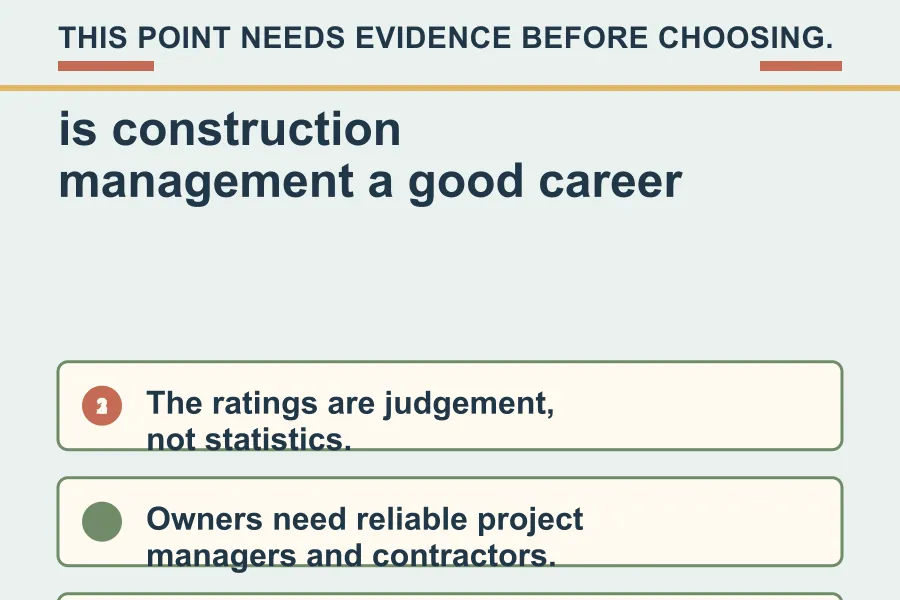 THIS POINT NEEDS EVIDENCE BEFORE CHOOSING.
is construction
management a good career
The ratings are judgement,
not statistics.
Owners need reliable project
managers and contractors.